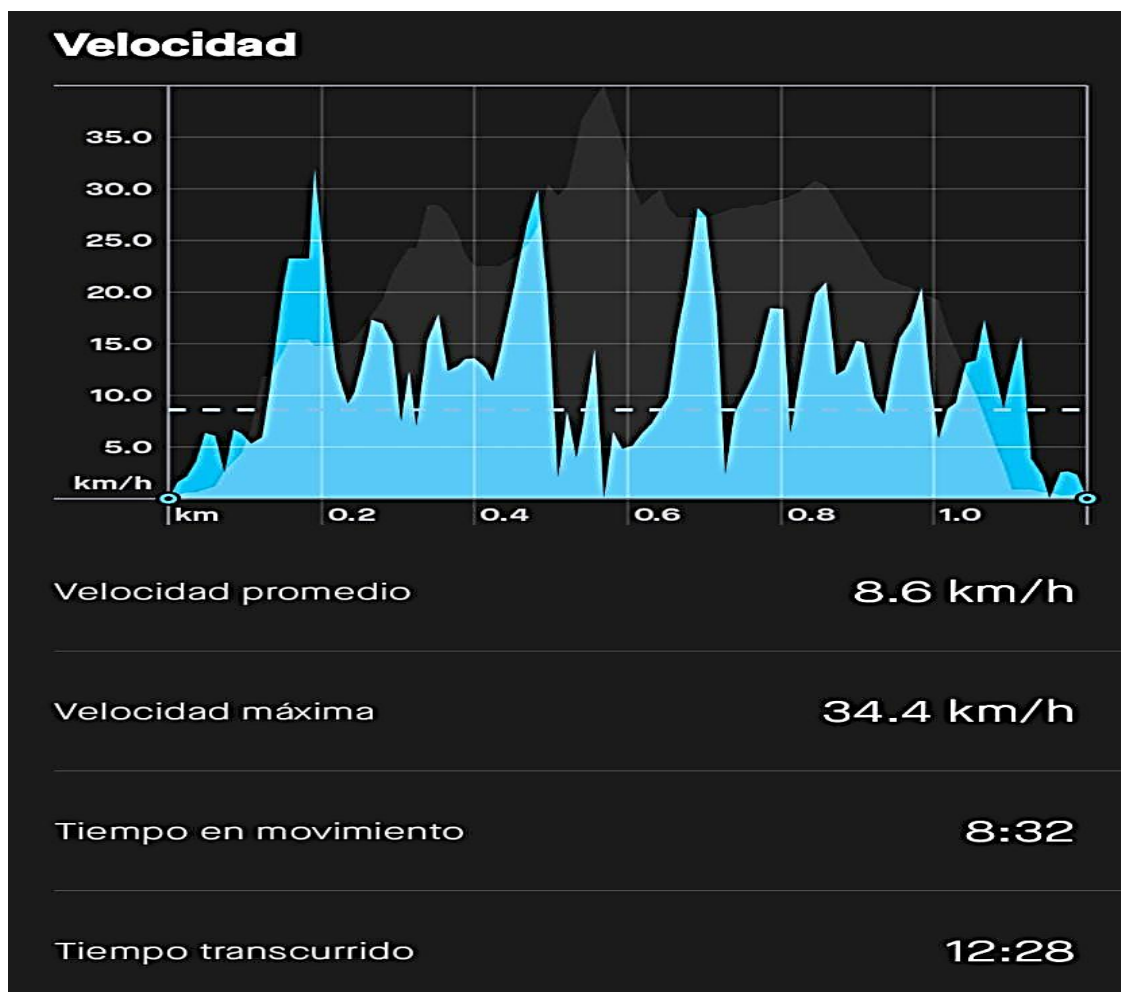 Velocidad
35.0
30.0
25.0
20.0
15.0
10.0
5.0
km/h
km 0.2 0.4 0.6 0.8 1.0
Velocidad promedio 8.6 km/h
Velocidad máxima 34.4 km/h
Tiempo en movimiento 8:32
Tiempo transcurrido 12:28